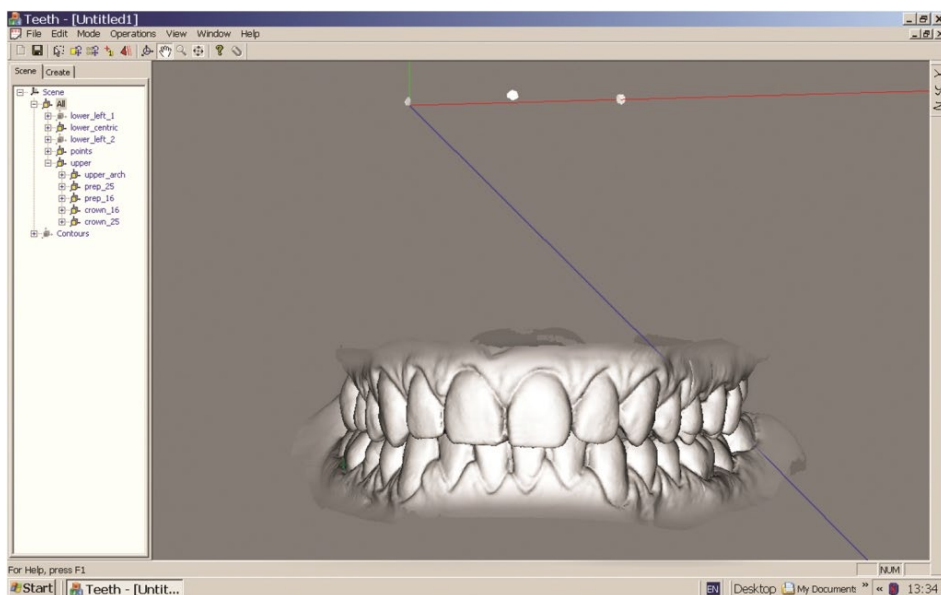 Teeth - [Untitled1]
File Edit Mode Operations View Window Help
Scene Create
Scene
All
lower_left_1
lower_centric
lower_left_2
points
upper
upper_arch
prep_25
prep_16
crown_16
crown_25
Contours
For Help, press F1
NUM
Start Teeth - [Untit... EN Desktop My Document » « 13:34